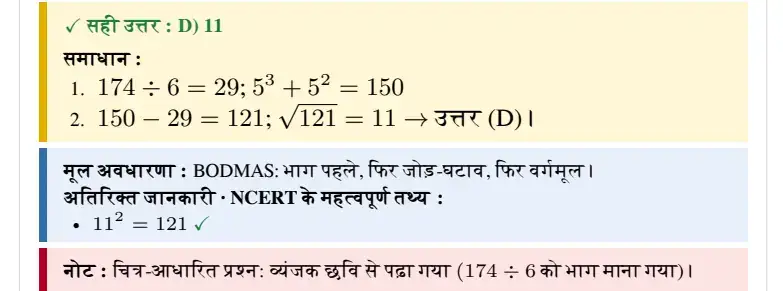 ✓ सही उत्तर : D) 11
समाधान :
1. 174 ÷ 6 = 29; 5³ + 5² = 150
2. 150 − 29 = 121; √121 = 11 → उत्तर (D)।
मूल अवधारणा : BODMAS: भाग पहले, फिर जोड़-घटाव, फिर वर्गमूल।
अतिरिक्त जानकारी · NCERT के महत्वपूर्ण तथ्य :
• 11² = 121 ✓
नोट : चित्र-आधारित प्रश्न: व्यंजक छवि से पढ़ा गया (174 ÷ 6 को भाग माना गया)।